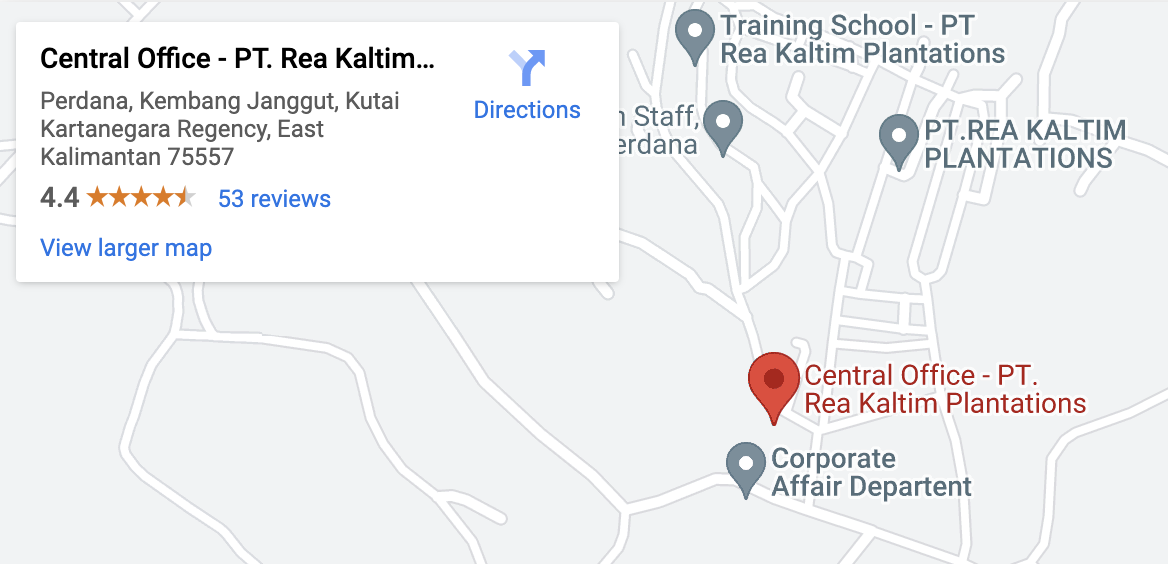 Central Office - PT. Rea Kaltim...
Perdana, Kembang Janggut, Kutai
Kartanegara Regency, East
Kalimantan 75557
4.4
53 reviews
View larger map
Directions
Training School - PT
Rea Kaltim Plantations
Staff,
erdana
PT.REA KALTIM
PLANTATIONS
Central Office - PT.
Rea Kaltim Plantations
Corporate
Affair Departent